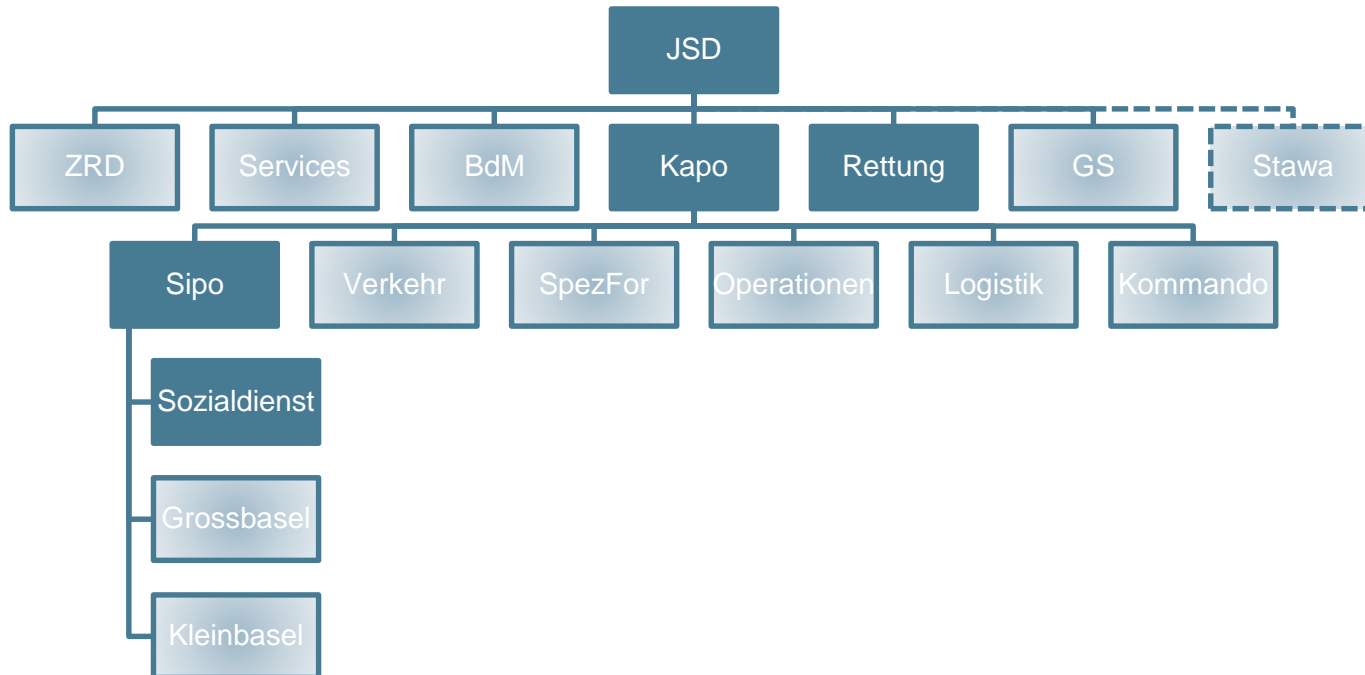 JSD
ZRD
Services
BdM
Kapo
Rettung
GS
Stawa
Sipo
Verkehr
SpezFor
Operationen
Logistik
Kommando
Sozialdienst
Grossbasel
Kleinbasel